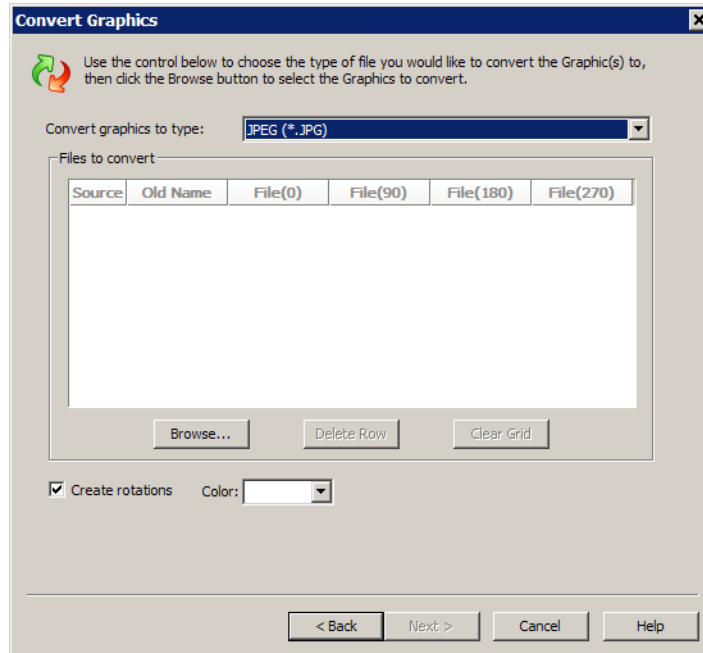 Convert Graphics
Use the control below to choose the type of file you would like to convert the Graphic(s) to,
then click the Browse button to select the Graphics to convert.
Convert graphics to type: JPEG (*.JPG)
Files to convert
Source Old Name File(0) File(90) File(180) File(270)
Browse... Delete Row Clear Grid
Create rotations Color:
< Back Next > Cancel Help